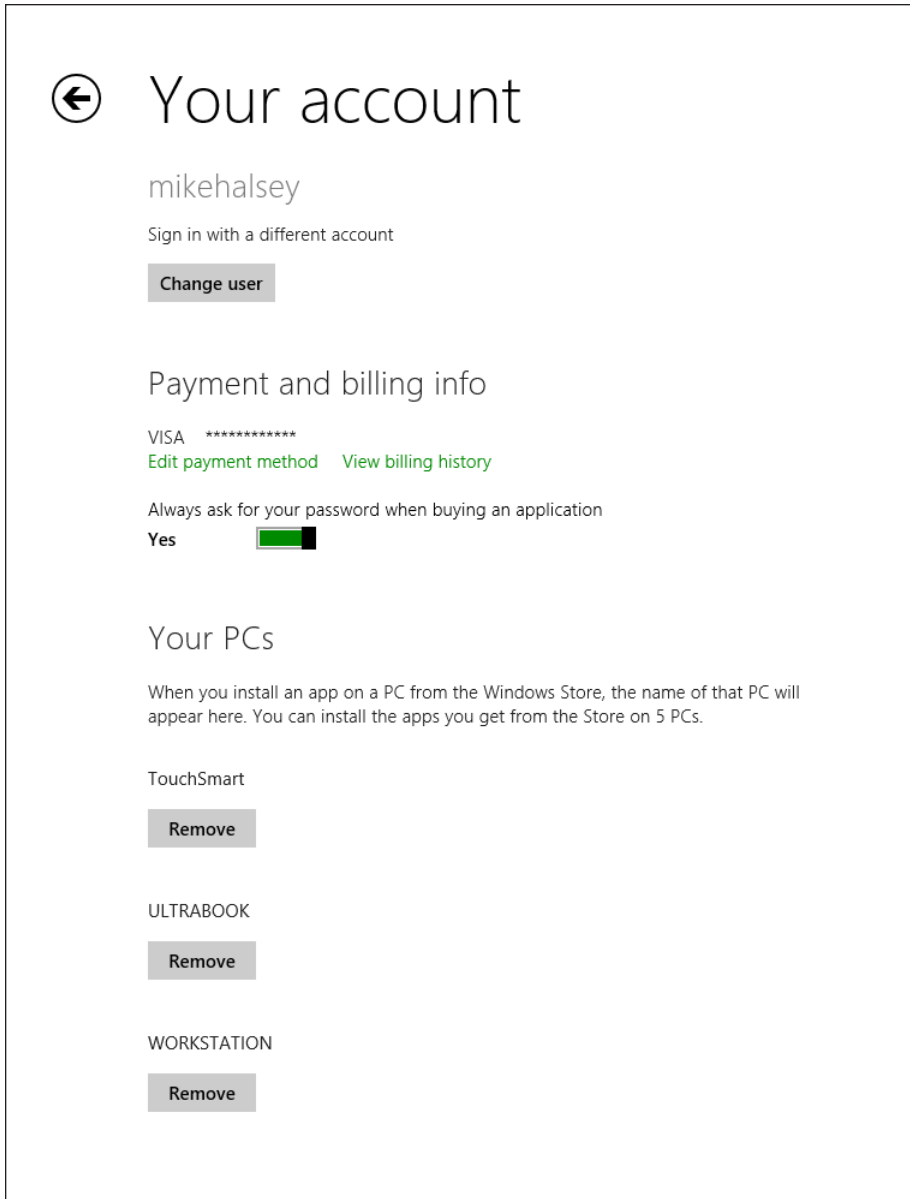 Your account
mikehalsey
Sign in with a different account
Change user
Payment and billing info
VISA ************
Edit payment method View billing history
Always ask for your password when buying an application
Yes
Your PCs
When you install an app on a PC from the Windows Store, the name of that PC will
appear here. You can install the apps you get from the Store on 5 PCs.
TouchSmart
Remove
ULTRABOOK
Remove
WORKSTATION
Remove